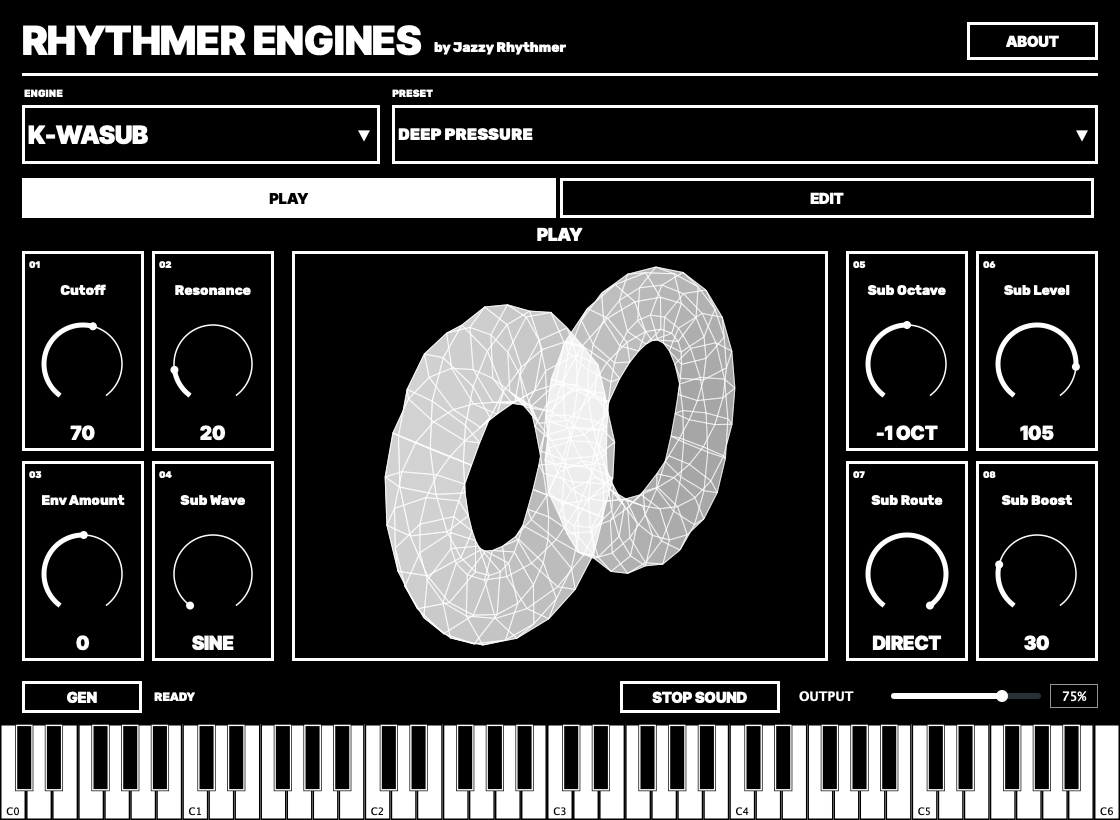 RHYTHMER ENGINES by Jazzy Rhythmer
ABOUT
ENGINE
PRESET
K-WASUB ▼
DEEP PRESSURE ▼
PLAY
EDIT
PLAY
01
Cutoff
70
02
Resonance
20
03
Env Amount
0
04
Sub Wave
SINE
05
Sub Octave
-1 OCT
06
Sub Level
105
07
Sub Route
DIRECT
08
Sub Boost
30
GEN
READY
STOP SOUND
OUTPUT
75%
C0
C1
C2
C3
C4
C5
C6